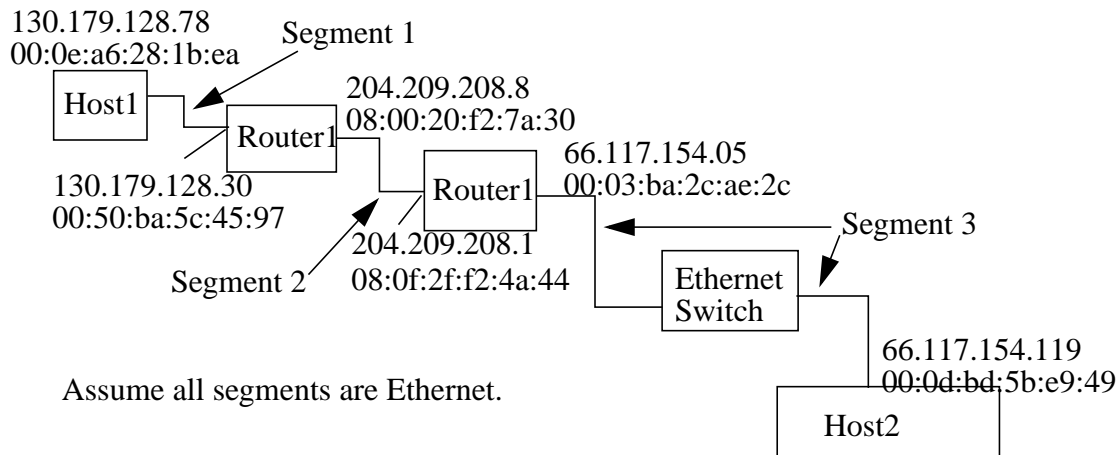 130.179.128.78
00:0e:a6:28:1b:ea
Segment 1
Host1
204.209.208.8
08:00:20:f2:7a:30
Router1
130.179.128.30
00:50:ba:5c:45:97
66.117.154.05
00:03:ba:2c:ae:2c
Router1
Segment 3
204.209.208.1
08:0f:2f:f2:4a:44
Segment 2
Ethernet
Switch
66.117.154.119
00:0d:bd:5b:e9:49
Assume all segments are Ethernet.
Host2